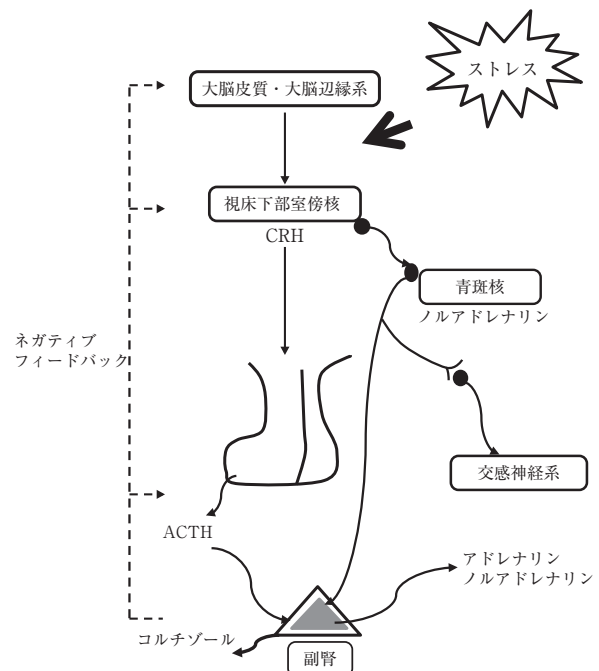 ストレス
大脳皮質・大脳辺縁系
視床下部室傍核
CRH
青斑核
ノルアドレナリン
ネガティブ
フィードバック
交感神経系
ACTH
アドレナリン
ノルアドレナリン
コルチゾール
副腎